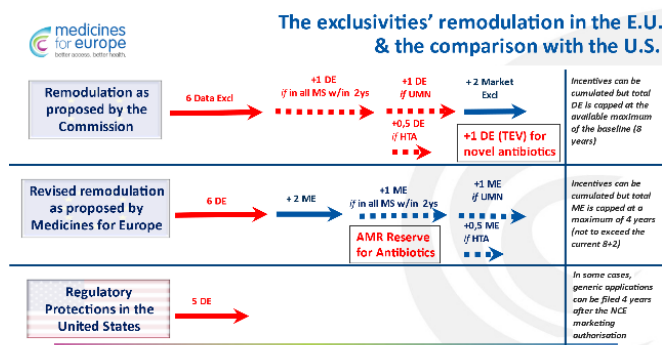 medicines
for europe
better access. better health.
The exclusivities' remodulation in the E.U.
& the comparison with the U.S.
Remodulation as
proposed by the
Commission
6 Data Excl
+1 DE
if in all MS w/in 2ys
+1 DE
if UMN
+0,5 DE
if HTA
+ 2 Market
Excl
+1 DE (TEV) for
novel antibiotics
Incentives can be
cumulated but total
DE is capped at the
available maximum
of the baseline (8
years)
Revised remodulation
as proposed by
Medicines for Europe
6 DE
+ 2 ME
+1 ME
if in all MS w/in 2ys
AMR Reserve
for Antibiotics
+1 ME
if UMN
+0,5 ME
if HTA
Incentives can be
cumulated but total
ME is capped at a
maximum of 4 years
(not to exceed the
current 8+2)
Regulatory
Protections in the
United States
5 DE
In some cases,
generic applications
can be filed 4 years
after the NCE
marketing
authorisation